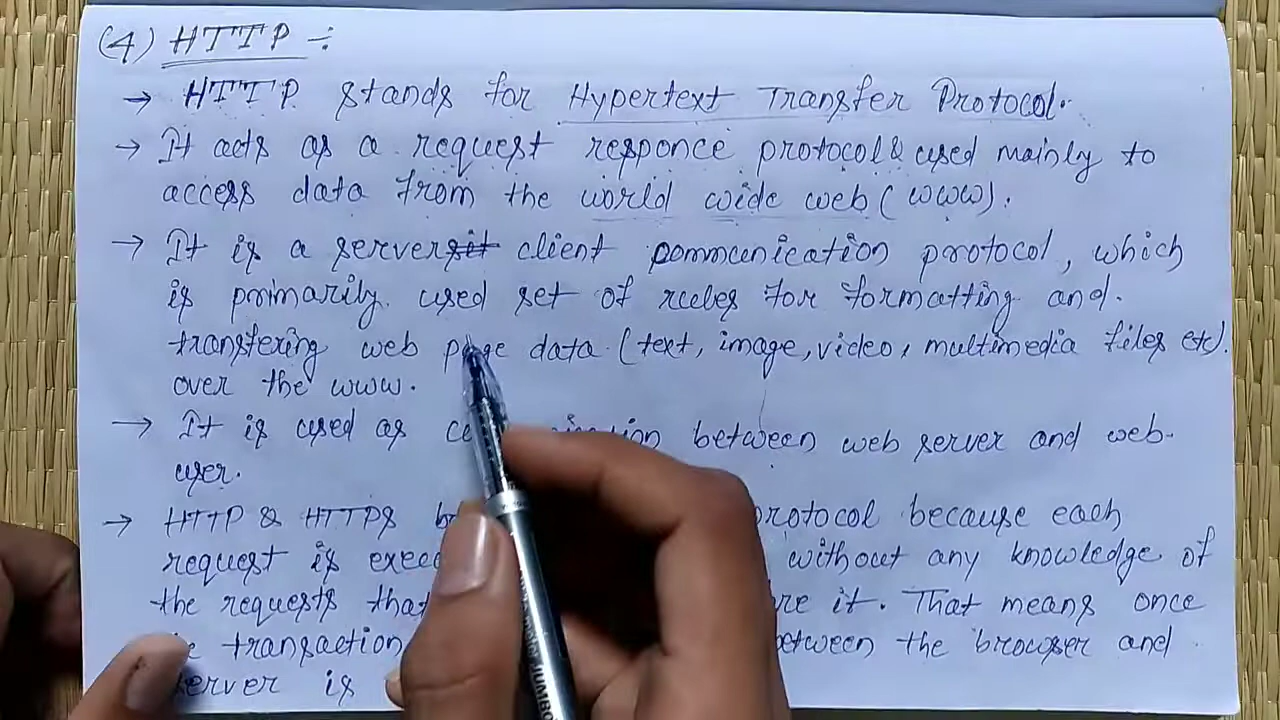 (4) HTTP :-
→ HTTP stands for Hypertext Transfer Protocol.
→ It acts as a request responce protocol & used mainly to
access data from the world wide web (www).
→ It is a server client communication protocol, which
is primarily used set of rules for formatting and
transfering web page data (text, image, video, multimedia files etc).
over the www.
→ It is used as between web server and web
user.
→ HTTP & HTTPS protocol because each
request is without any knowledge of
the requests that it. That means once
transaction between the browser and
server is